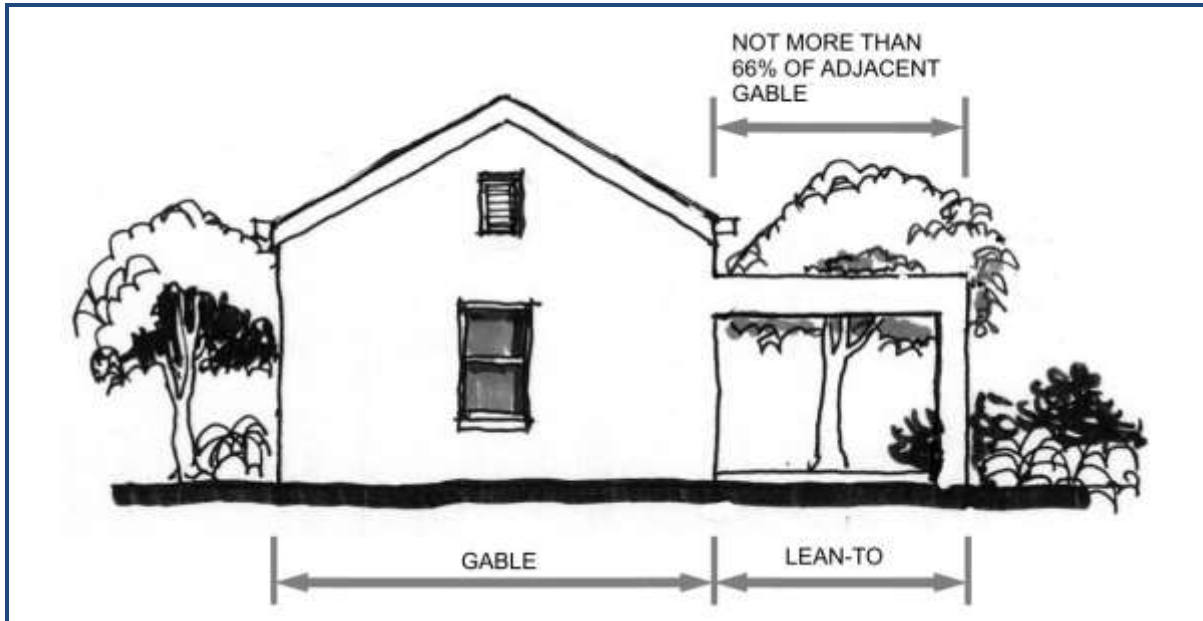 NOT MORE THAN
66% OF ADJACENT
GABLE
GABLE
LEAN-TO